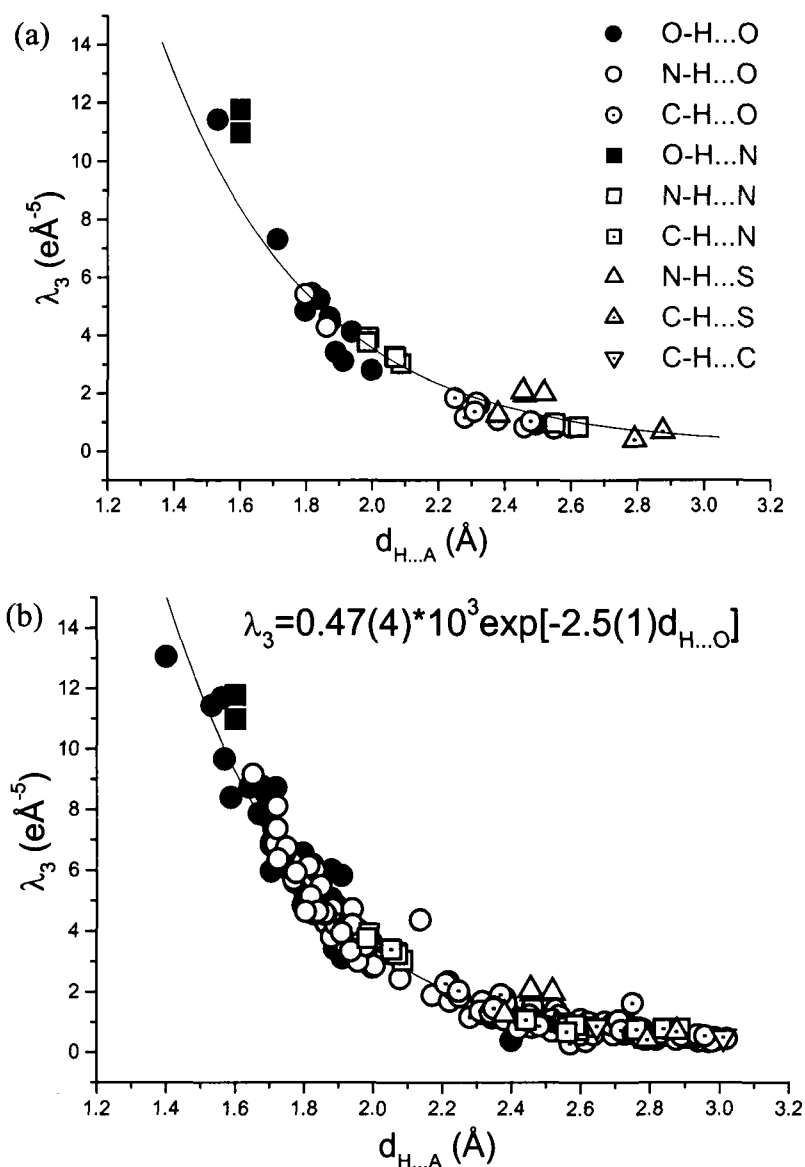 (a)
14
12
10
8
6
4
2
0
λ₃ (eÅ⁻⁵)
1.2 1.4 1.6 1.8 2.0 2.2 2.4 2.6 2.8 3.0 3.2
d_H...A (Å)
O-H...O
N-H...O
C-H...O
O-H...N
N-H...N
C-H...N
N-H...S
C-H...S
C-H...C
(b)
λ₃=0.47(4)*10³exp[-2.5(1)d_H...O]
14
12
10
8
6
4
2
0
λ₃ (eÅ⁻⁵)
1.2 1.4 1.6 1.8 2.0 2.2 2.4 2.6 2.8 3.0 3.2
d_H...A (Å)